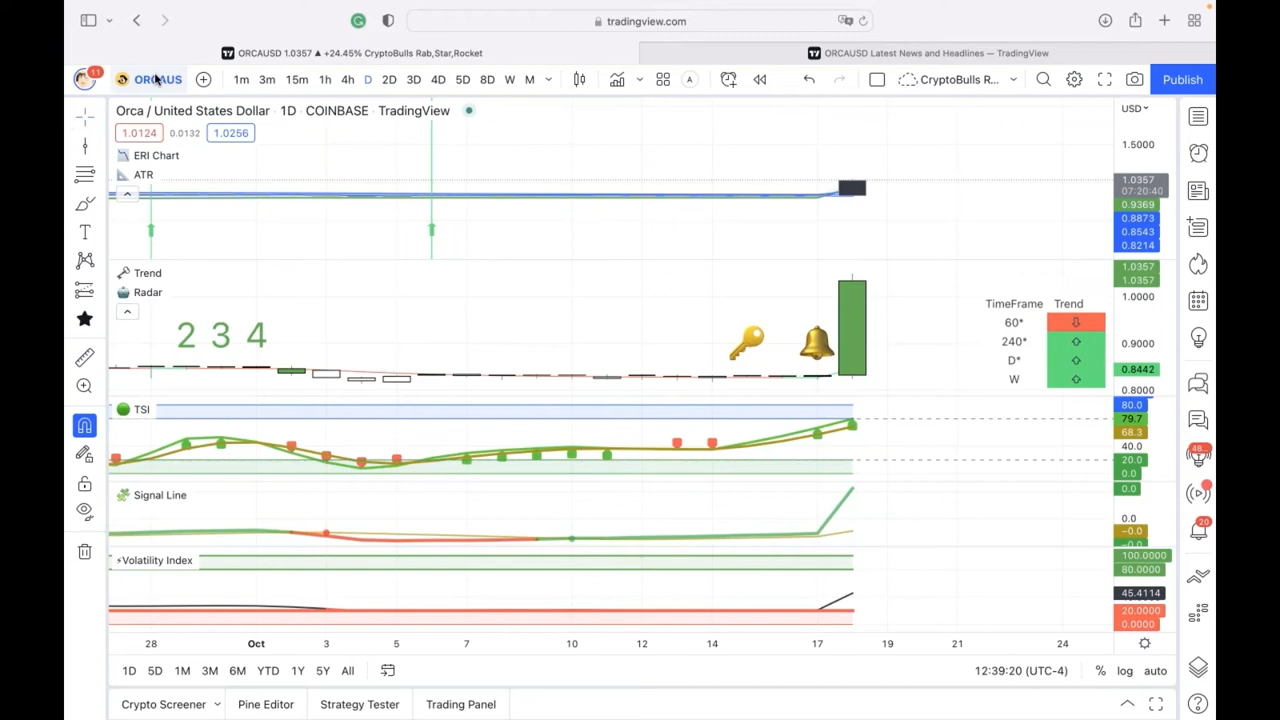 tradingview.com
ORCAUSD 1.0357 ▲ +24.45% CryptoBulls Rab,Star,Rocket
ORCAUSD Latest News and Headlines — TradingView
11
ORCAUS
1m 3m 15m 1h 4h D 2D 3D 4D 5D 8D W M
A
CryptoBulls R...
Publish
Orca / United States Dollar · 1D · COINBASE · TradingView
USD
1.0124 0.0132 1.0256
1.5000
ERI Chart
ATR
1.0357
07:20:40
0.9369
0.8873
0.8543
0.8214
Trend
1.0357
1.0357
Radar
1.0000
TimeFrame Trend
60*
240*
D*
W
2 3 4
0.9000
0.8442
0.8000
TSI
80.0
79.7
68.3
40.0
20.0
0.0
Signal Line
0.0
0.0
−0.0
−0.0
⚡Volatility Index
100.0000
80.0000
45.4114
20.0000
0.0000
48...
20
28 Oct 3 5 7 10 12 14 17 19 21 24
1D 5D 1M 3M 6M YTD 1Y 5Y All
12:39:20 (UTC-4) % log auto
Crypto Screener Pine Editor Strategy Tester Trading Panel